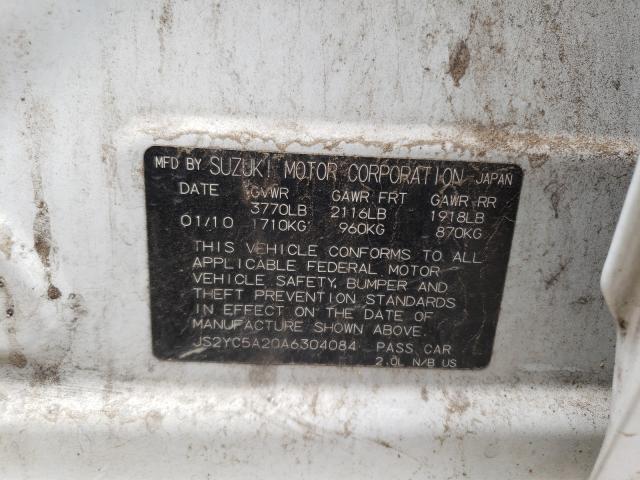 MFD BY SUZUKI MOTOR CORPORATION JAPAN
DATE GVWR GAWR FRT GAWR RR
3770LB 2116LB 1918LB
01/10 1710KG 960KG 870KG
THIS VEHICLE CONFORMS TO ALL
APPLICABLE FEDERAL MOTOR
VEHICLE SAFETY, BUMPER AND
THEFT PREVENTION STANDARDS
IN EFFECT ON THE DATE OF
MANUFACTURE SHOWN ABOVE.
JS2YC5A20A6304084 PASS CAR
2.0L N/B US